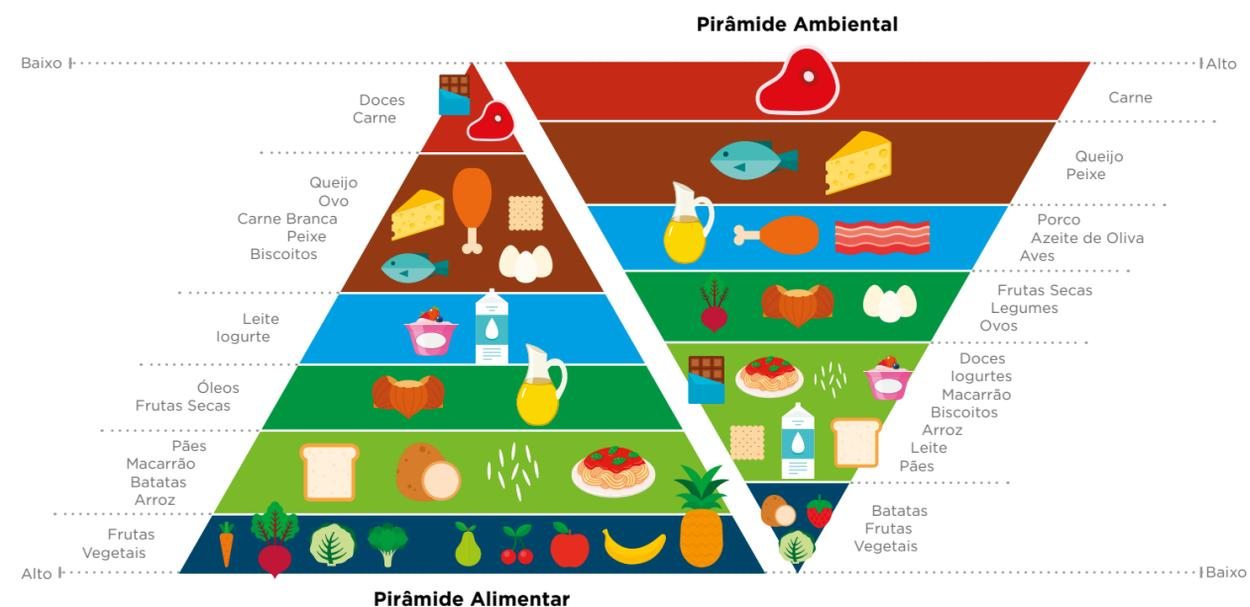 Pirâmide Ambiental
Baixo
Alto
Doces
Carne
Carne
Queijo
Ovo
Carne Branca
Peixe
Biscoitos
Queijo
Peixe
Porco
Azeite de Oliva
Aves
Leite
Iogurte
Frutas Secas
Legumes
Ovos
Óleos
Frutas Secas
Doces
Iogurtes
Macarrão
Biscoitos
Arroz
Leite
Pães
Pães
Macarrão
Batatas
Arroz
Frutas
Vegetais
Batatas
Frutas
Vegetais
Alto
Baixo
Pirâmide Alimentar